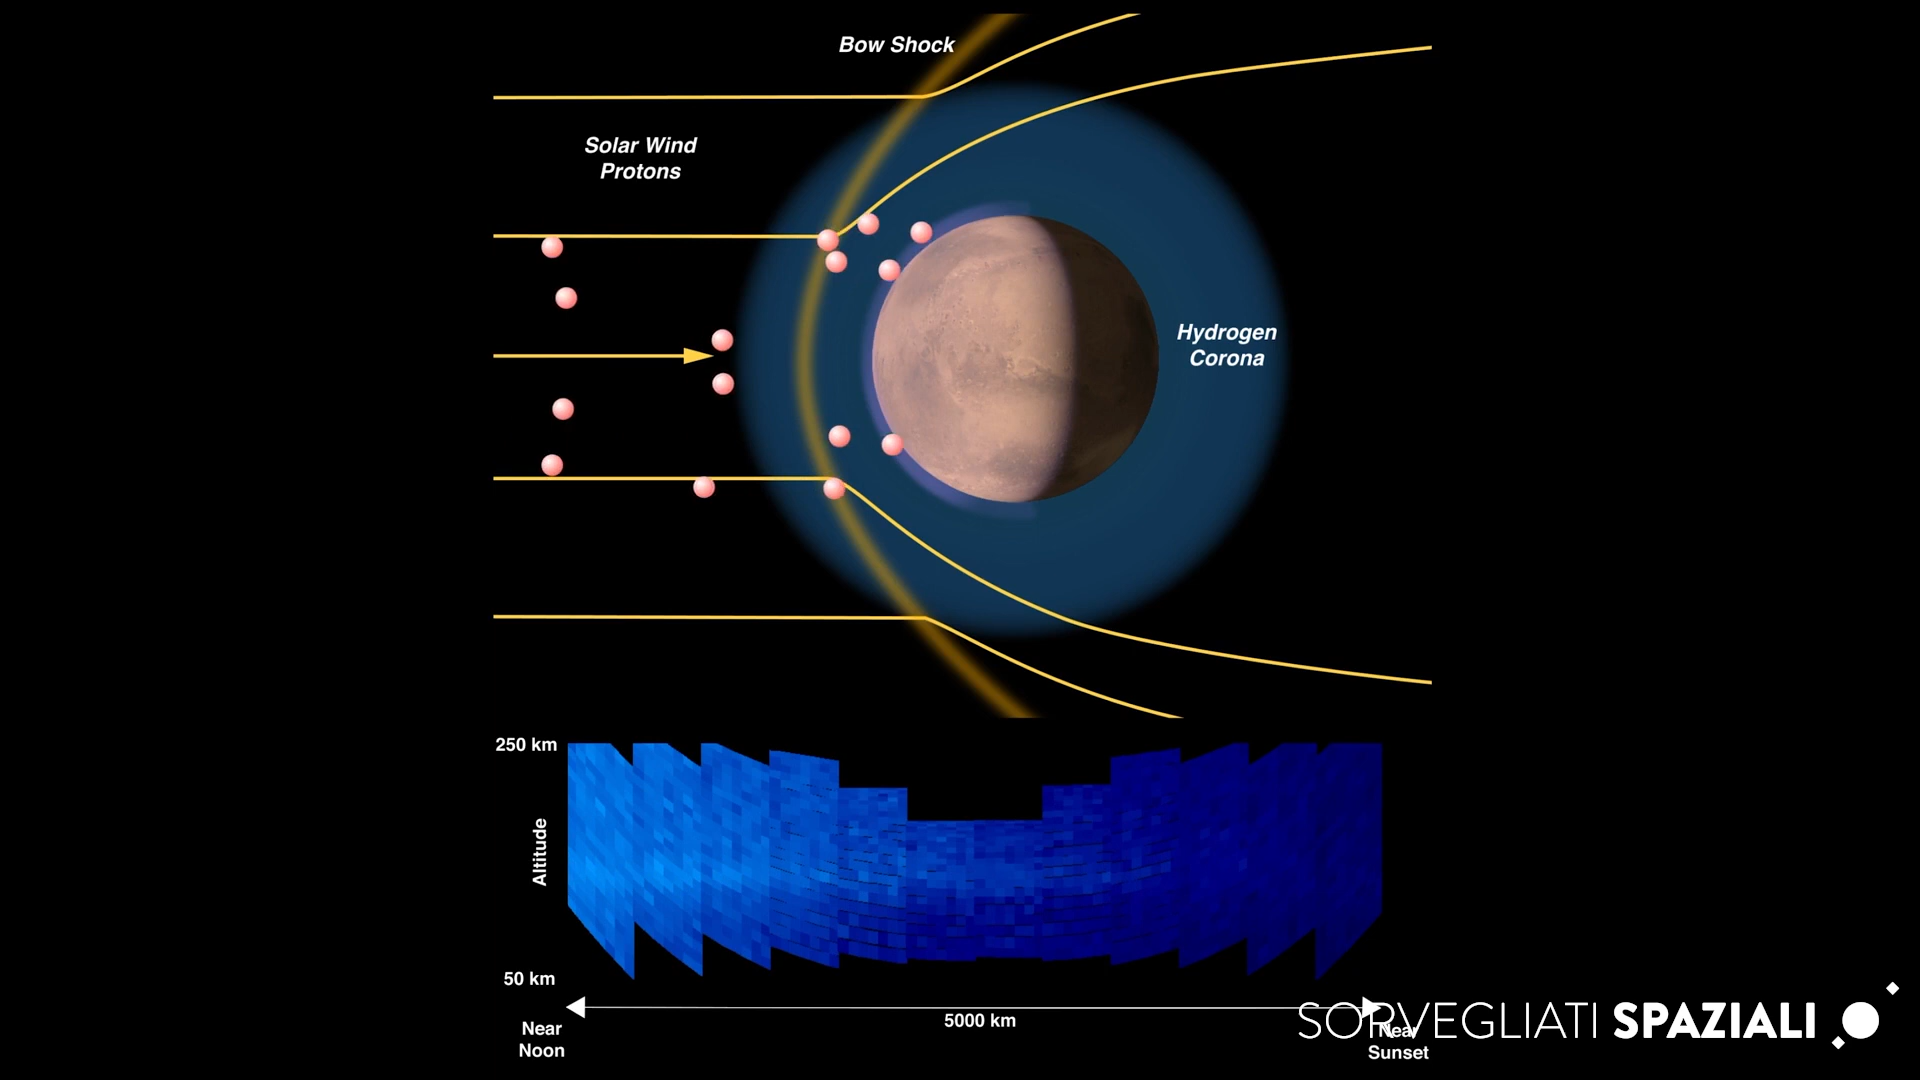 Bow Shock
Solar Wind
Protons
Hydrogen
Corona
250 km
Altitude
50 km
5000 km
Near
Noon
Near
Sunset
SORVEGLIATI SPAZIALI